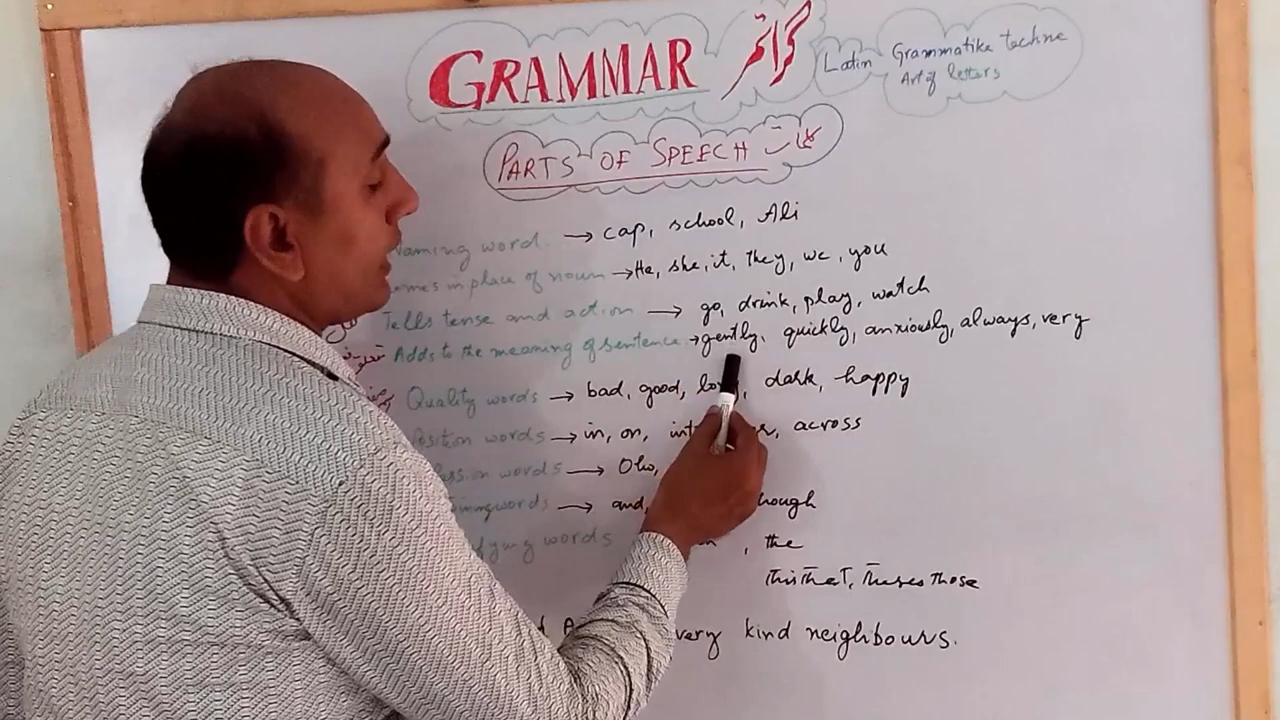 GRAMMAR گرائمر Latin Grammatika techne
Art of letters
PARTS OF SPEECH کلمات
Naming word → cap, school, Ali
comes in place of noun → He, she, it, they, we, you
Tells tense and action → go, drink, play, watch
Adds to the meaning of sentence → gently, quickly, anxiously, always, very
Quality words → bad, good, dark, happy
Position words → in, on, across
words → Oho,
words → and, though
words , the
This That, These Those
very kind neighbours.